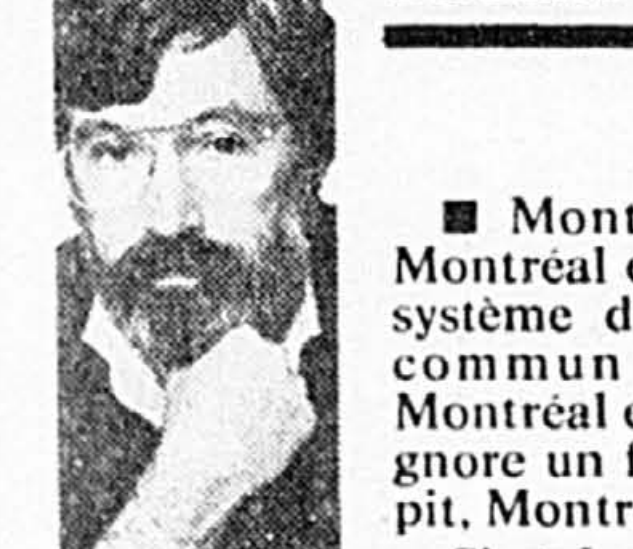 ■ Mont
Montréal
système d
commun
Montréal
gnore un f
pit, Montr